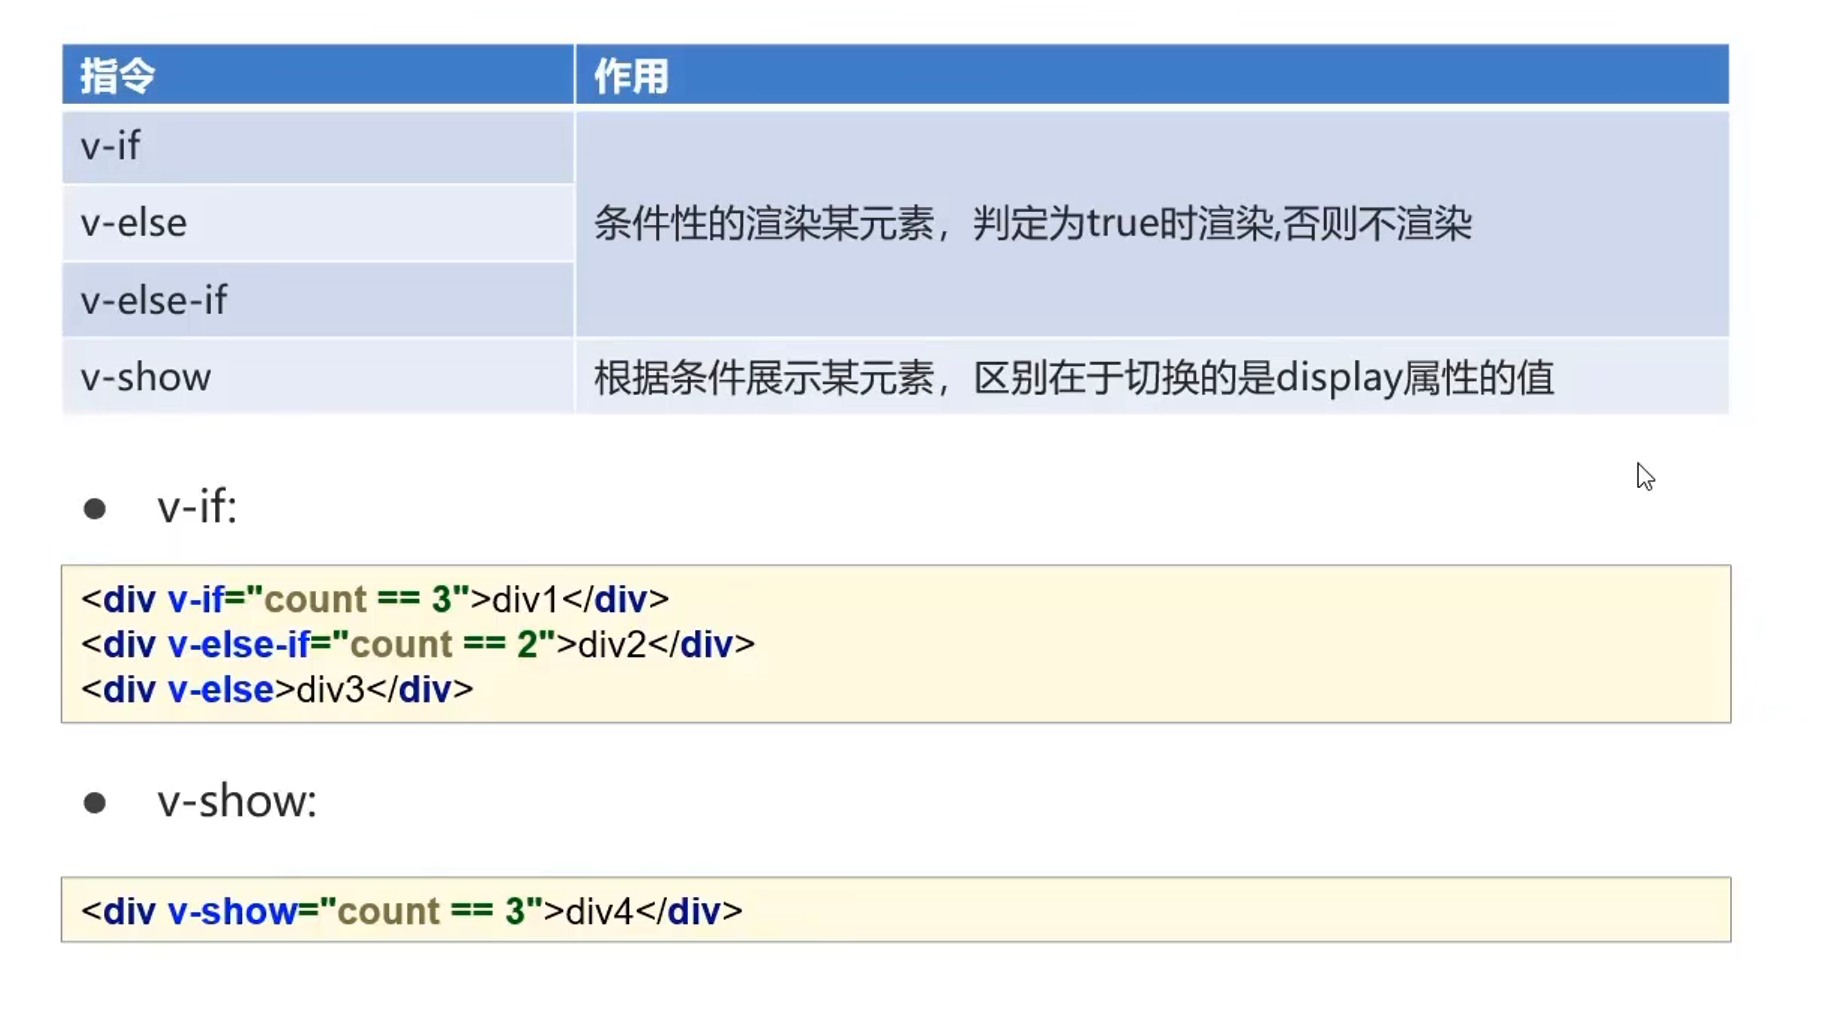 指令 作用
v-if
v-else 条件性的渲染某元素，判定为true时渲染,否则不渲染
v-else-if
v-show 根据条件展示某元素，区别在于切换的是display属性的值
● v-if:
<div v-if="count == 3">div1</div>
<div v-else-if="count == 2">div2</div>
<div v-else>div3</div>
● v-show:
<div v-show="count == 3">div4</div>